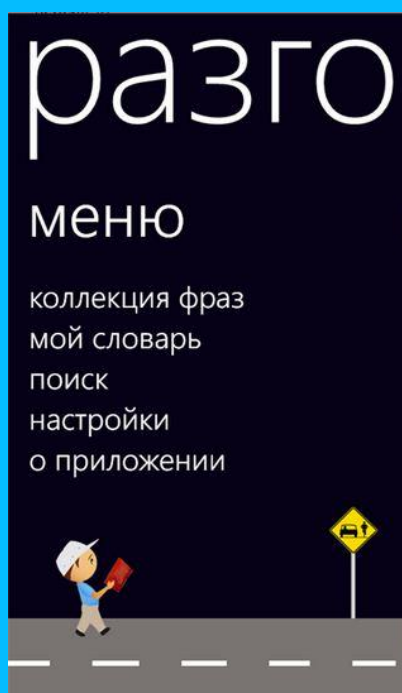 разго
меню
коллекция фраз
мой словарь
поиск
настройки
о приложении